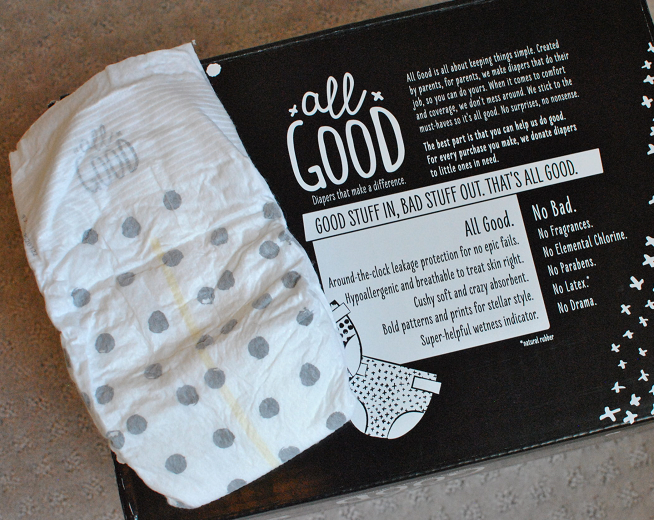 all
GOOD
all
GOOD
Diapers that make a difference.
All Good is all about keeping things simple. Created
by parents, for parents, we make diapers that do their
job, so you can do yours. When it comes to comfort
and coverage, we don't mess around. We stick to the
must-haves so it's all good. No surprises, no nonsense.
The best part is that you can help us do good.
For every purchase you make, we donate diapers
to little ones in need.
GOOD STUFF IN, BAD STUFF OUT. THAT'S ALL GOOD.
All Good.
Around-the-clock leakage protection for no epic fails.
Hypoallergenic and breathable to treat skin right.
Cushy soft and crazy absorbent.
Bold patterns and prints for stellar style.
Super-helpful wetness indicator.
No Bad.
No Fragrances.
No Elemental Chlorine.
No Parabens.
No Latex.*
No Drama.
*natural rubber